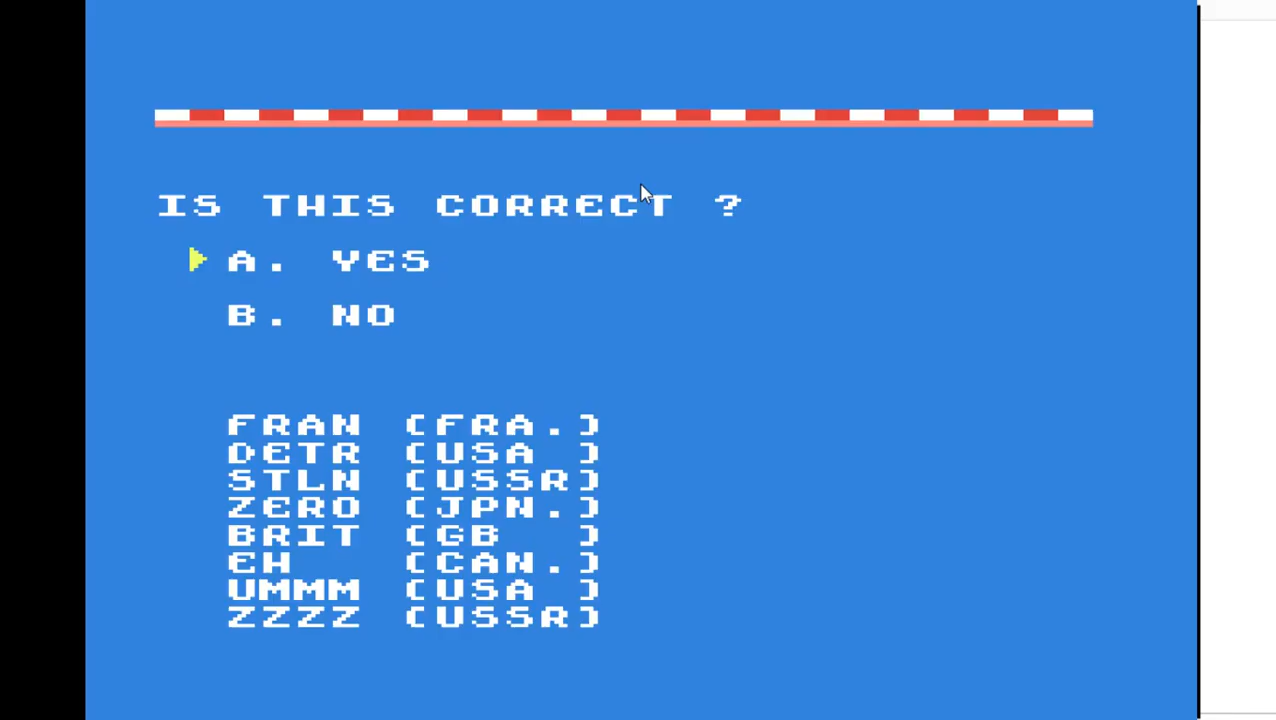 IS THIS CORRECT ?
A. YES
B. NO
FRAN (FRA.)
DETR (USA )
STLN (USSR)
ZERO (JPN.)
BRIT (GB )
EH (CAN.)
UMMM (USA )
ZZZZ (USSR)